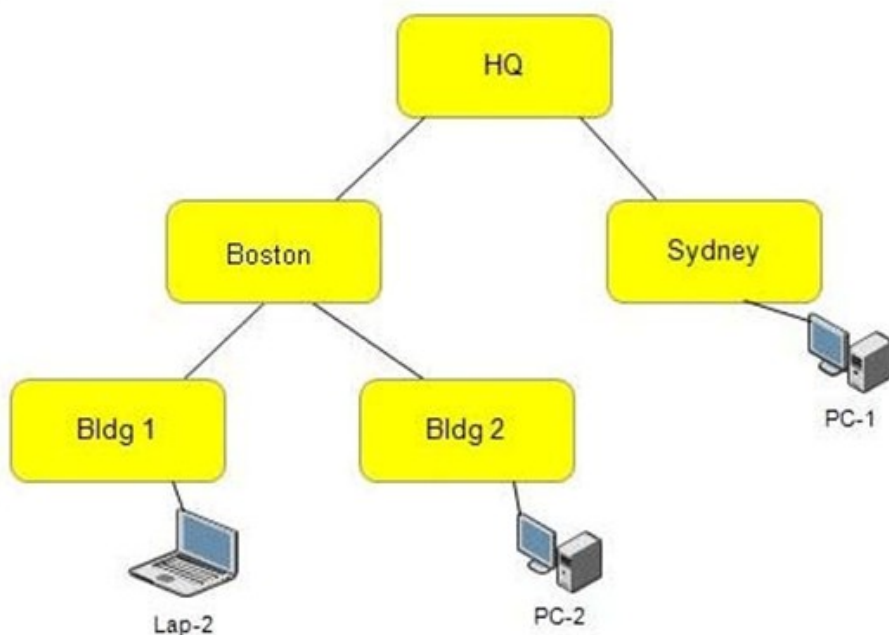 HQ
Boston
Sydney
Bldg 1
Bldg 2
PC-1
Lap-2
PC-2